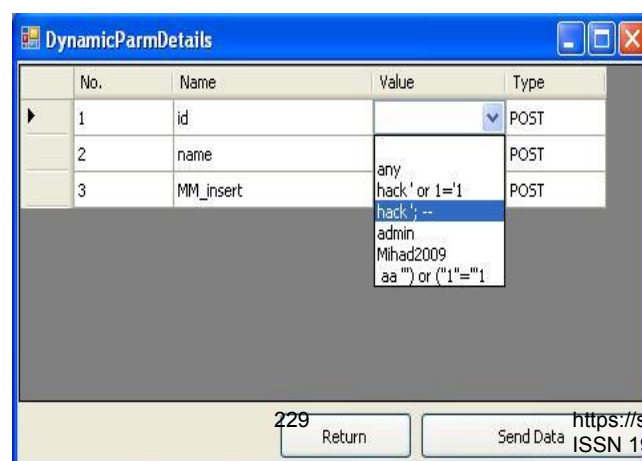 DynamicParmDetails
No. Name Value Type
1 id POST
2 name POST
3 MM_insert POST
any
hack ' or 1='1
hack '; --
admin
Mihad2009
aa "') or ("1"="'1
229
Return
Send Data
https://s
ISSN 19